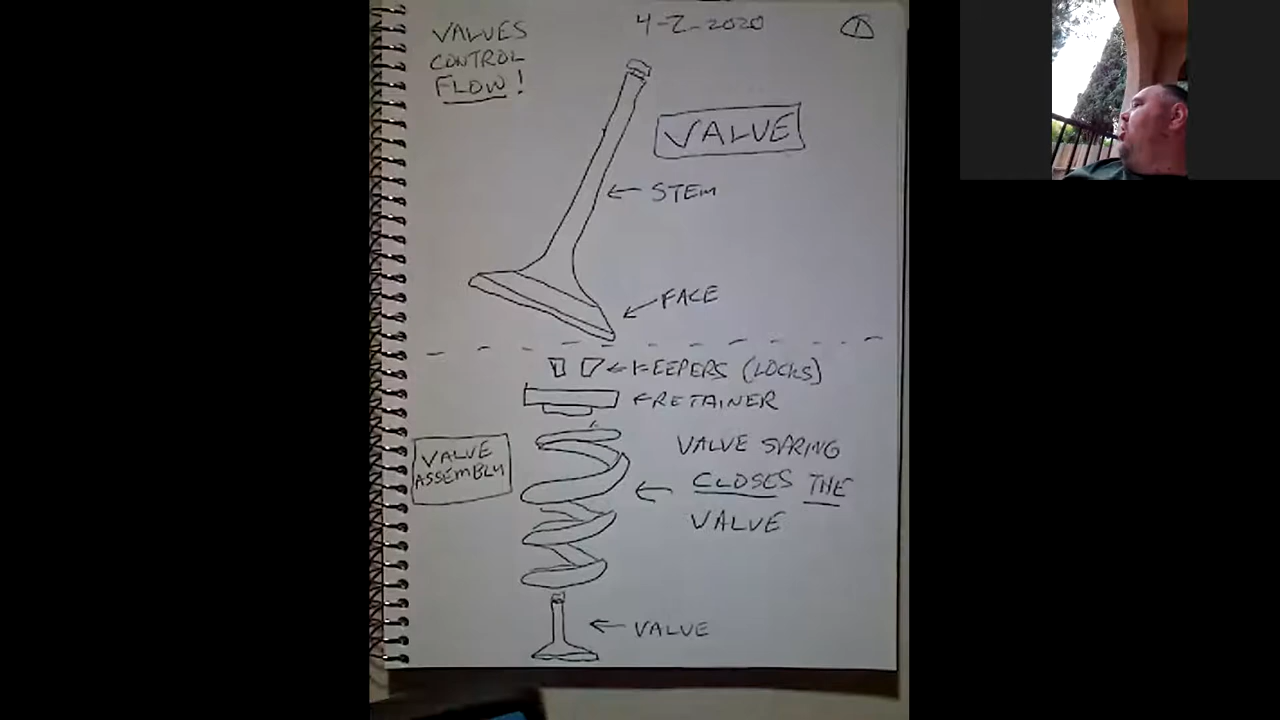 VALVES
CONTROL
FLOW!
4-2-2020
1
VALVE
STEM
FACE
KEEPERS (LOCKS)
RETAINER
VALVE
ASSEMBLY
VALVE SPRING
CLOSES THE
VALVE
VALVE